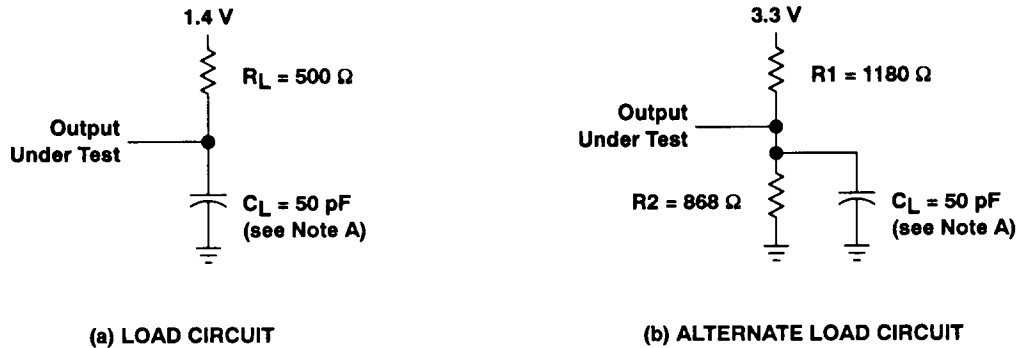 1.4 V
RL = 500 Ω
Output
Under Test
CL = 50 pF
(see Note A)
(a) LOAD CIRCUIT
3.3 V
R1 = 1180 Ω
Output
Under Test
R2 = 868 Ω
CL = 50 pF
(see Note A)
(b) ALTERNATE LOAD CIRCUIT